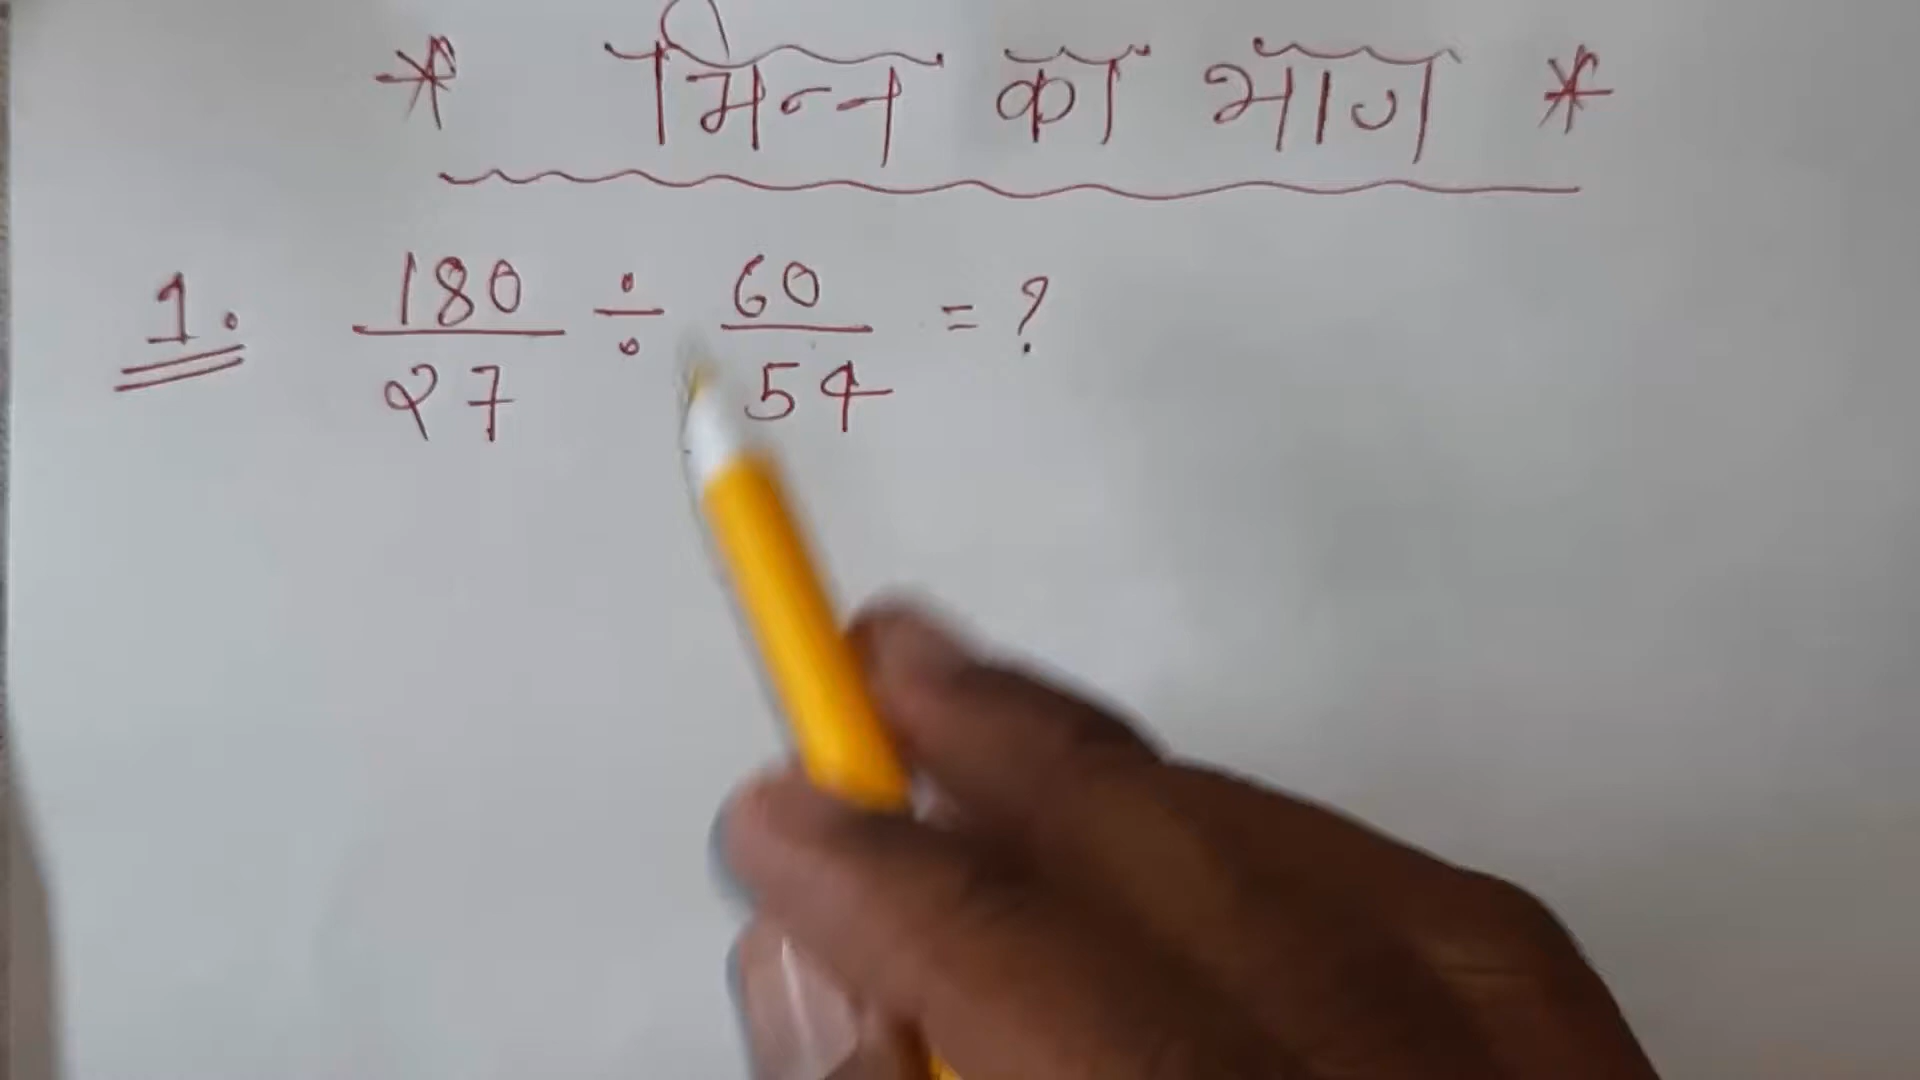 * भिन्न का भाग *
1. 180/27 ÷ 60/54 = ?